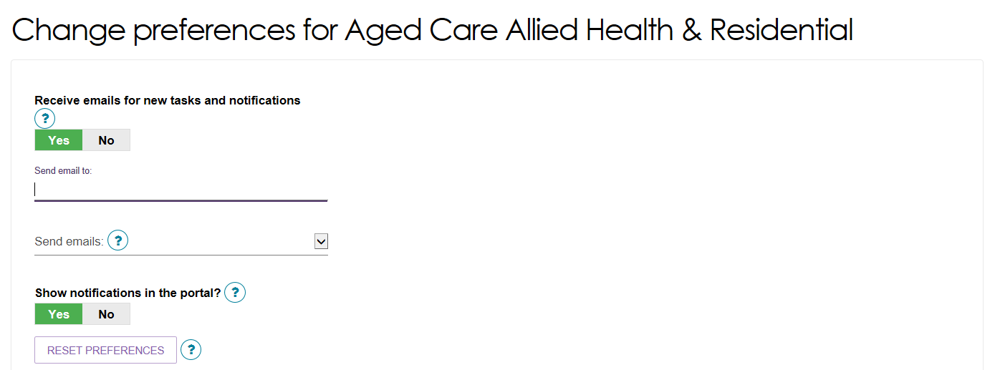 Change preferences for Aged Care Allied Health & Residential
Receive emails for new tasks and notifications
?
Yes No
Send email to:
Send emails: ?
Show notifications in the portal? ?
Yes No
RESET PREFERENCES ?